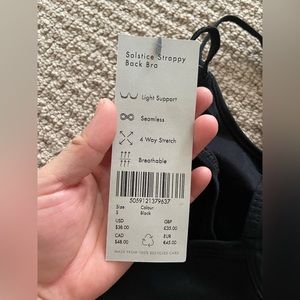 Solstice Strappy
Back Bra
Light Support
Seamless
4 Way Stretch
Breathable
5059121379637
Size Colour
S Black
USD GBP
$38.00 £35.00
CAD EUR
$48.00 €45.00
MADE FROM 100% RECYCLED CARD